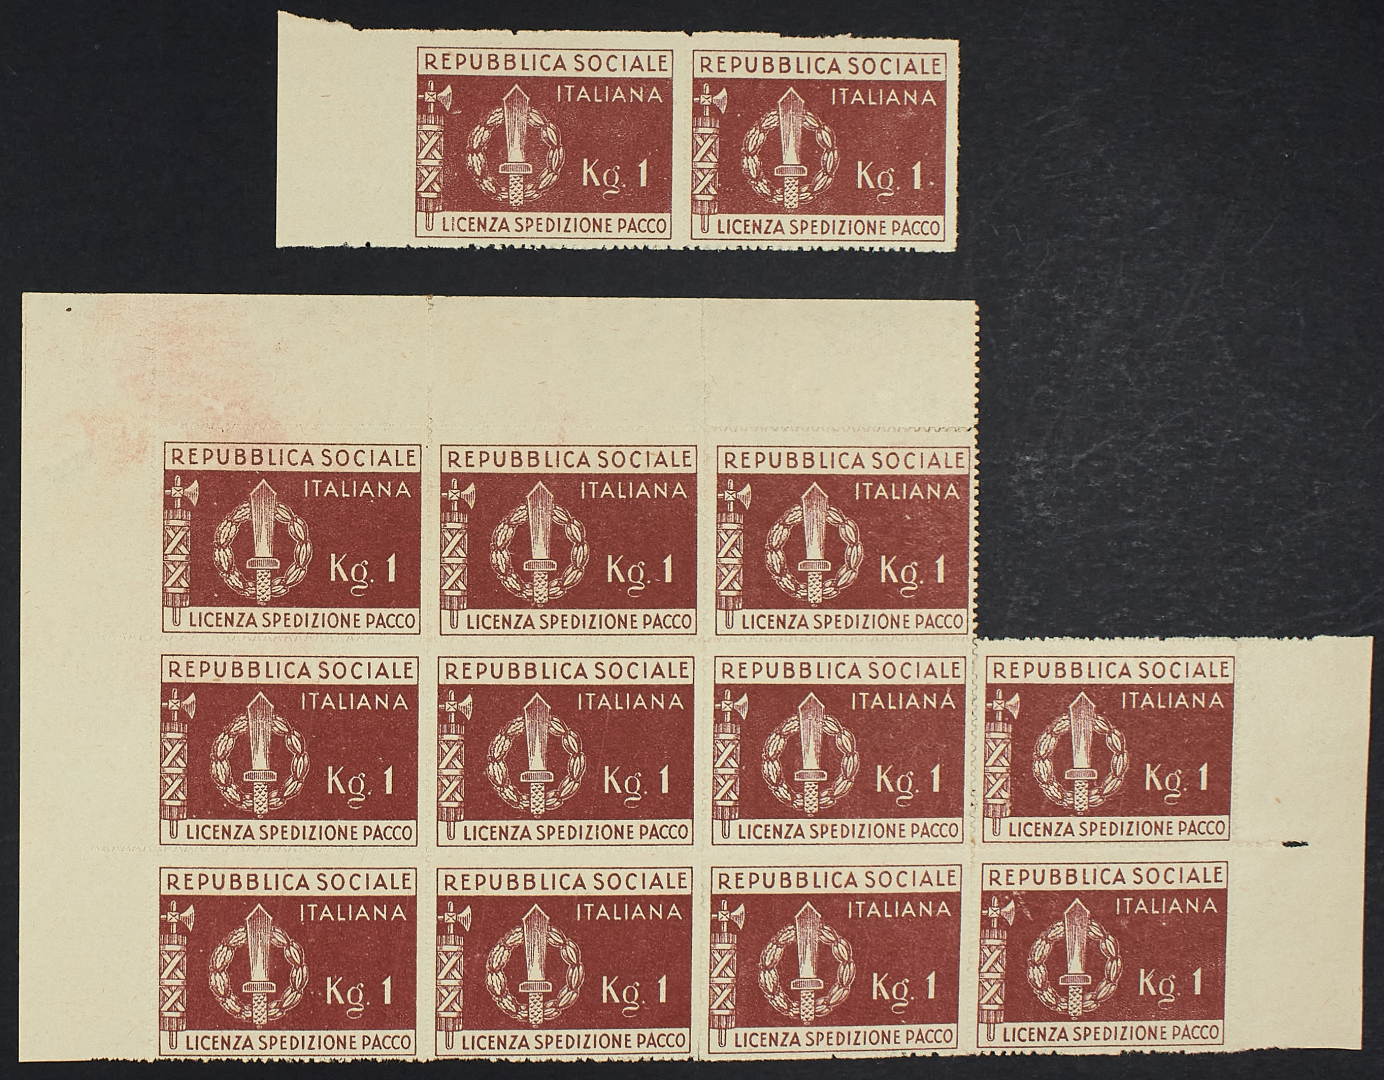 REPUBBLICA SOCIALE REPUBBLICA SOCIALE
ITALIANA ITALIANA
Kg. 1 Kg. 1
LICENZA SPEDIZIONE PACCO LICENZA SPEDIZIONE PACCO
REPUBBLICA SOCIALE REPUBBLICA SOCIALE REPUBBLICA SOCIALE
ITALIANA ITALIANA ITALIANA
Kg. 1 Kg. 1 Kg. 1
LICENZA SPEDIZIONE PACCO LICENZA SPEDIZIONE PACCO LICENZA SPEDIZIONE PACCO
REPUBBLICA SOCIALE REPUBBLICA SOCIALE REPUBBLICA SOCIALE REPUBBLICA SOCIALE
ITALIANA ITALIANA ITALIANA ITALIANA
Kg. 1 Kg. 1 Kg. 1 Kg. 1
LICENZA SPEDIZIONE PACCO LICENZA SPEDIZIONE PACCO LICENZA SPEDIZIONE PACCO LICENZA SPEDIZIONE PACCO
REPUBBLICA SOCIALE REPUBBLICA SOCIALE REPUBBLICA SOCIALE REPUBBLICA SOCIALE
ITALIANA ITALIANA ITALIANA ITALIANA
Kg. 1 Kg. 1 Kg. 1 Kg. 1
LICENZA SPEDIZIONE PACCO LICENZA SPEDIZIONE PACCO LICENZA SPEDIZIONE PACCO LICENZA SPEDIZIONE PACCO